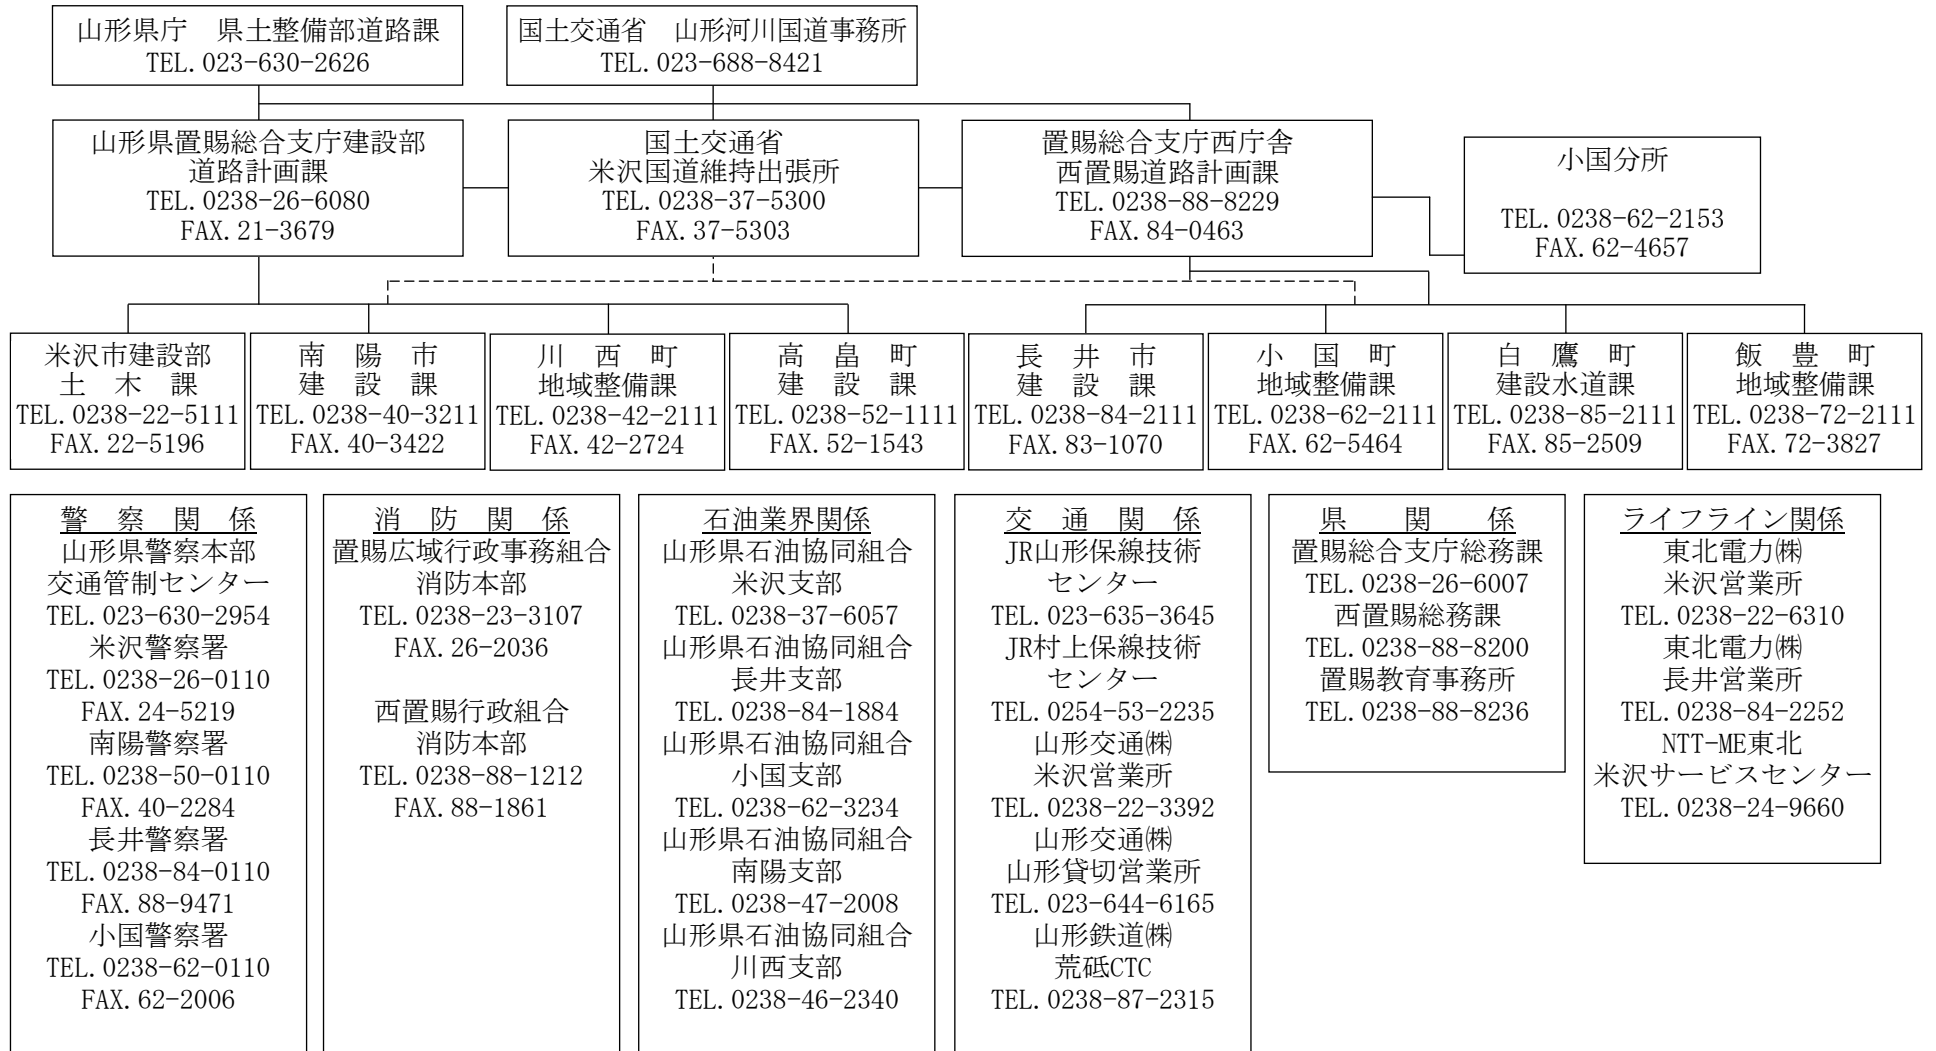 山形県庁　県土整備部道路課
TEL.023-630-2626
国土交通省　山形河川国道事務所
TEL.023-688-8421
山形県置賜総合支庁建設部
道路計画課
TEL.0238-26-6080
FAX.21-3679
国土交通省
米沢国道維持出張所
TEL.0238-37-5300
FAX.37-5303
置賜総合支庁西庁舎
西置賜道路計画課
TEL.0238-88-8229
FAX.84-0463
小国分所
TEL.0238-62-2153
FAX.62-4657
米沢市建設部
土　木　課
TEL.0238-22-5111
FAX.22-5196
南　陽　市
建　設　課
TEL.0238-40-3211
FAX.40-3422
川　西　町
地域整備課
TEL.0238-42-2111
FAX.42-2724
高　畠　町
建　設　課
TEL.0238-52-1111
FAX.52-1543
長　井　市
建　設　課
TEL.0238-84-2111
FAX.83-1070
小　国　町
地域整備課
TEL.0238-62-2111
FAX.62-5464
白　鷹　町
建設水道課
TEL.0238-85-2111
FAX.85-2509
飯　豊　町
地域整備課
TEL.0238-72-2111
FAX.72-3827
警　察　関　係
山形県警察本部
交通管制センター
TEL.023-630-2954
米沢警察署
TEL.0238-26-0110
FAX.24-5219
南陽警察署
TEL.0238-50-0110
FAX.40-2284
長井警察署
TEL.0238-84-0110
FAX.88-9471
小国警察署
TEL.0238-62-0110
FAX.62-2006
消　防　関　係
置賜広域行政事務組合
消防本部
TEL.0238-23-3107
FAX.26-2036
西置賜行政組合
消防本部
TEL.0238-88-1212
FAX.88-1861
石油業界関係
山形県石油協同組合
米沢支部
TEL.0238-37-6057
山形県石油協同組合
長井支部
TEL.0238-84-1884
山形県石油協同組合
小国支部
TEL.0238-62-3234
山形県石油協同組合
南陽支部
TEL.0238-47-2008
山形県石油協同組合
川西支部
TEL.0238-46-2340
交　通　関　係
JR山形保線技術
センター
TEL.023-635-3645
JR村上保線技術
センター
TEL.0254-53-2235
山形交通㈱
米沢営業所
TEL.0238-22-3392
山形交通㈱
山形貸切営業所
TEL.023-644-6165
山形鉄道㈱
荒砥CTC
TEL.0238-87-2315
県　関　係
置賜総合支庁総務課
TEL.0238-26-6007
西置賜総務課
TEL.0238-88-8200
置賜教育事務所
TEL.0238-88-8236
ライフライン関係
東北電力㈱
米沢営業所
TEL.0238-22-6310
東北電力㈱
長井営業所
TEL.0238-84-2252
NTT-ME東北
米沢サービスセンター
TEL.0238-24-9660